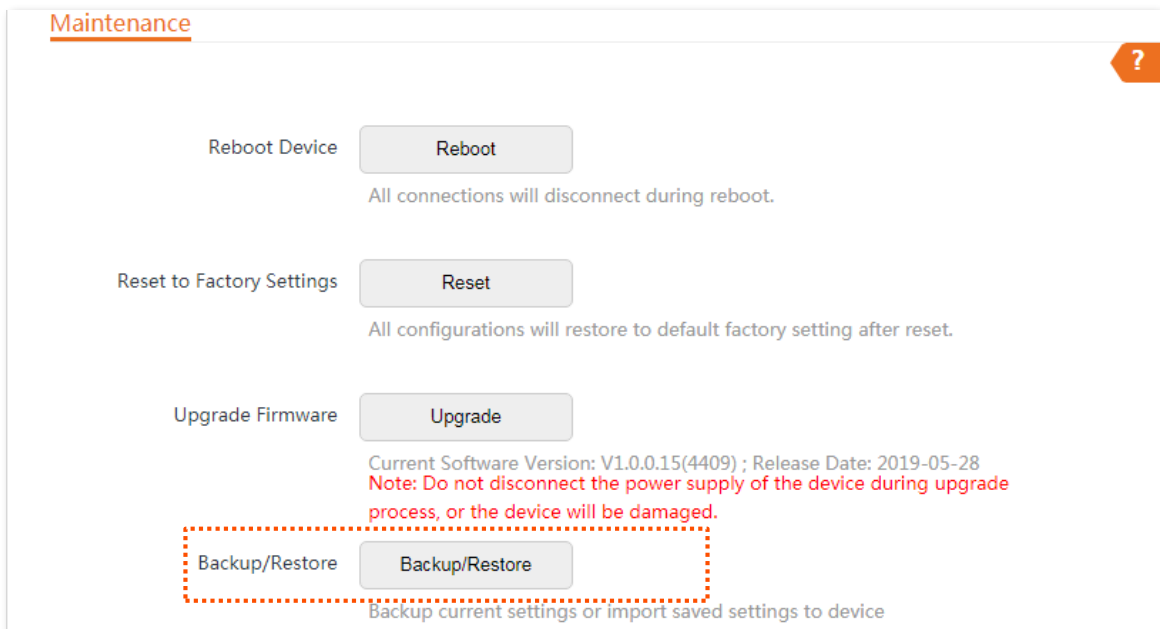 Maintenance
?
Reboot Device Reboot
All connections will disconnect during reboot.
Reset to Factory Settings Reset
All configurations will restore to default factory setting after reset.
Upgrade Firmware Upgrade
Current Software Version: V1.0.0.15(4409) ; Release Date: 2019-05-28
Note: Do not disconnect the power supply of the device during upgrade
process, or the device will be damaged.
Backup/Restore Backup/Restore
Backup current settings or import saved settings to device